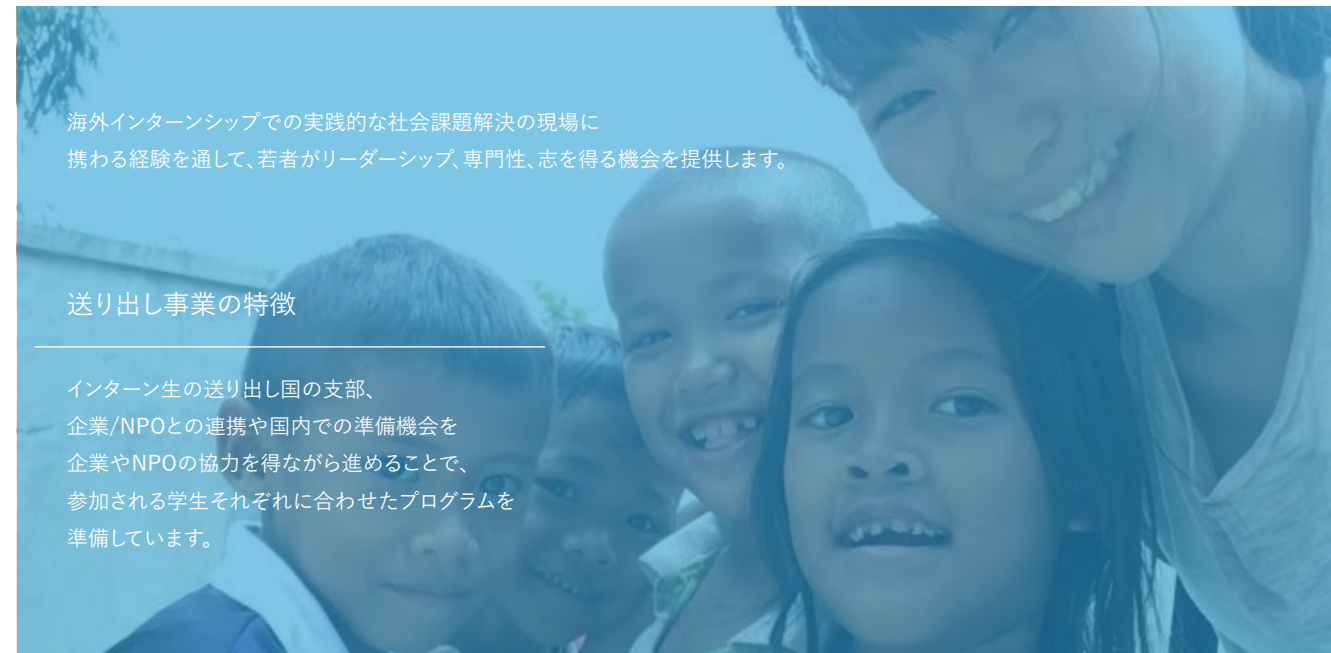 海外インターンシップでの実践的な社会課題解決の現場に
携わる経験を通して、若者がリーダーシップ、専門性、志を得る機会を提供します。
送り出し事業の特徴
インターン生の送り出し国の支部、
企業/NPOとの連携や国内での準備機会を
企業やNPOの協力を得ながら進めることで、
参加される学生それぞれに合わせたプログラムを
準備しています。